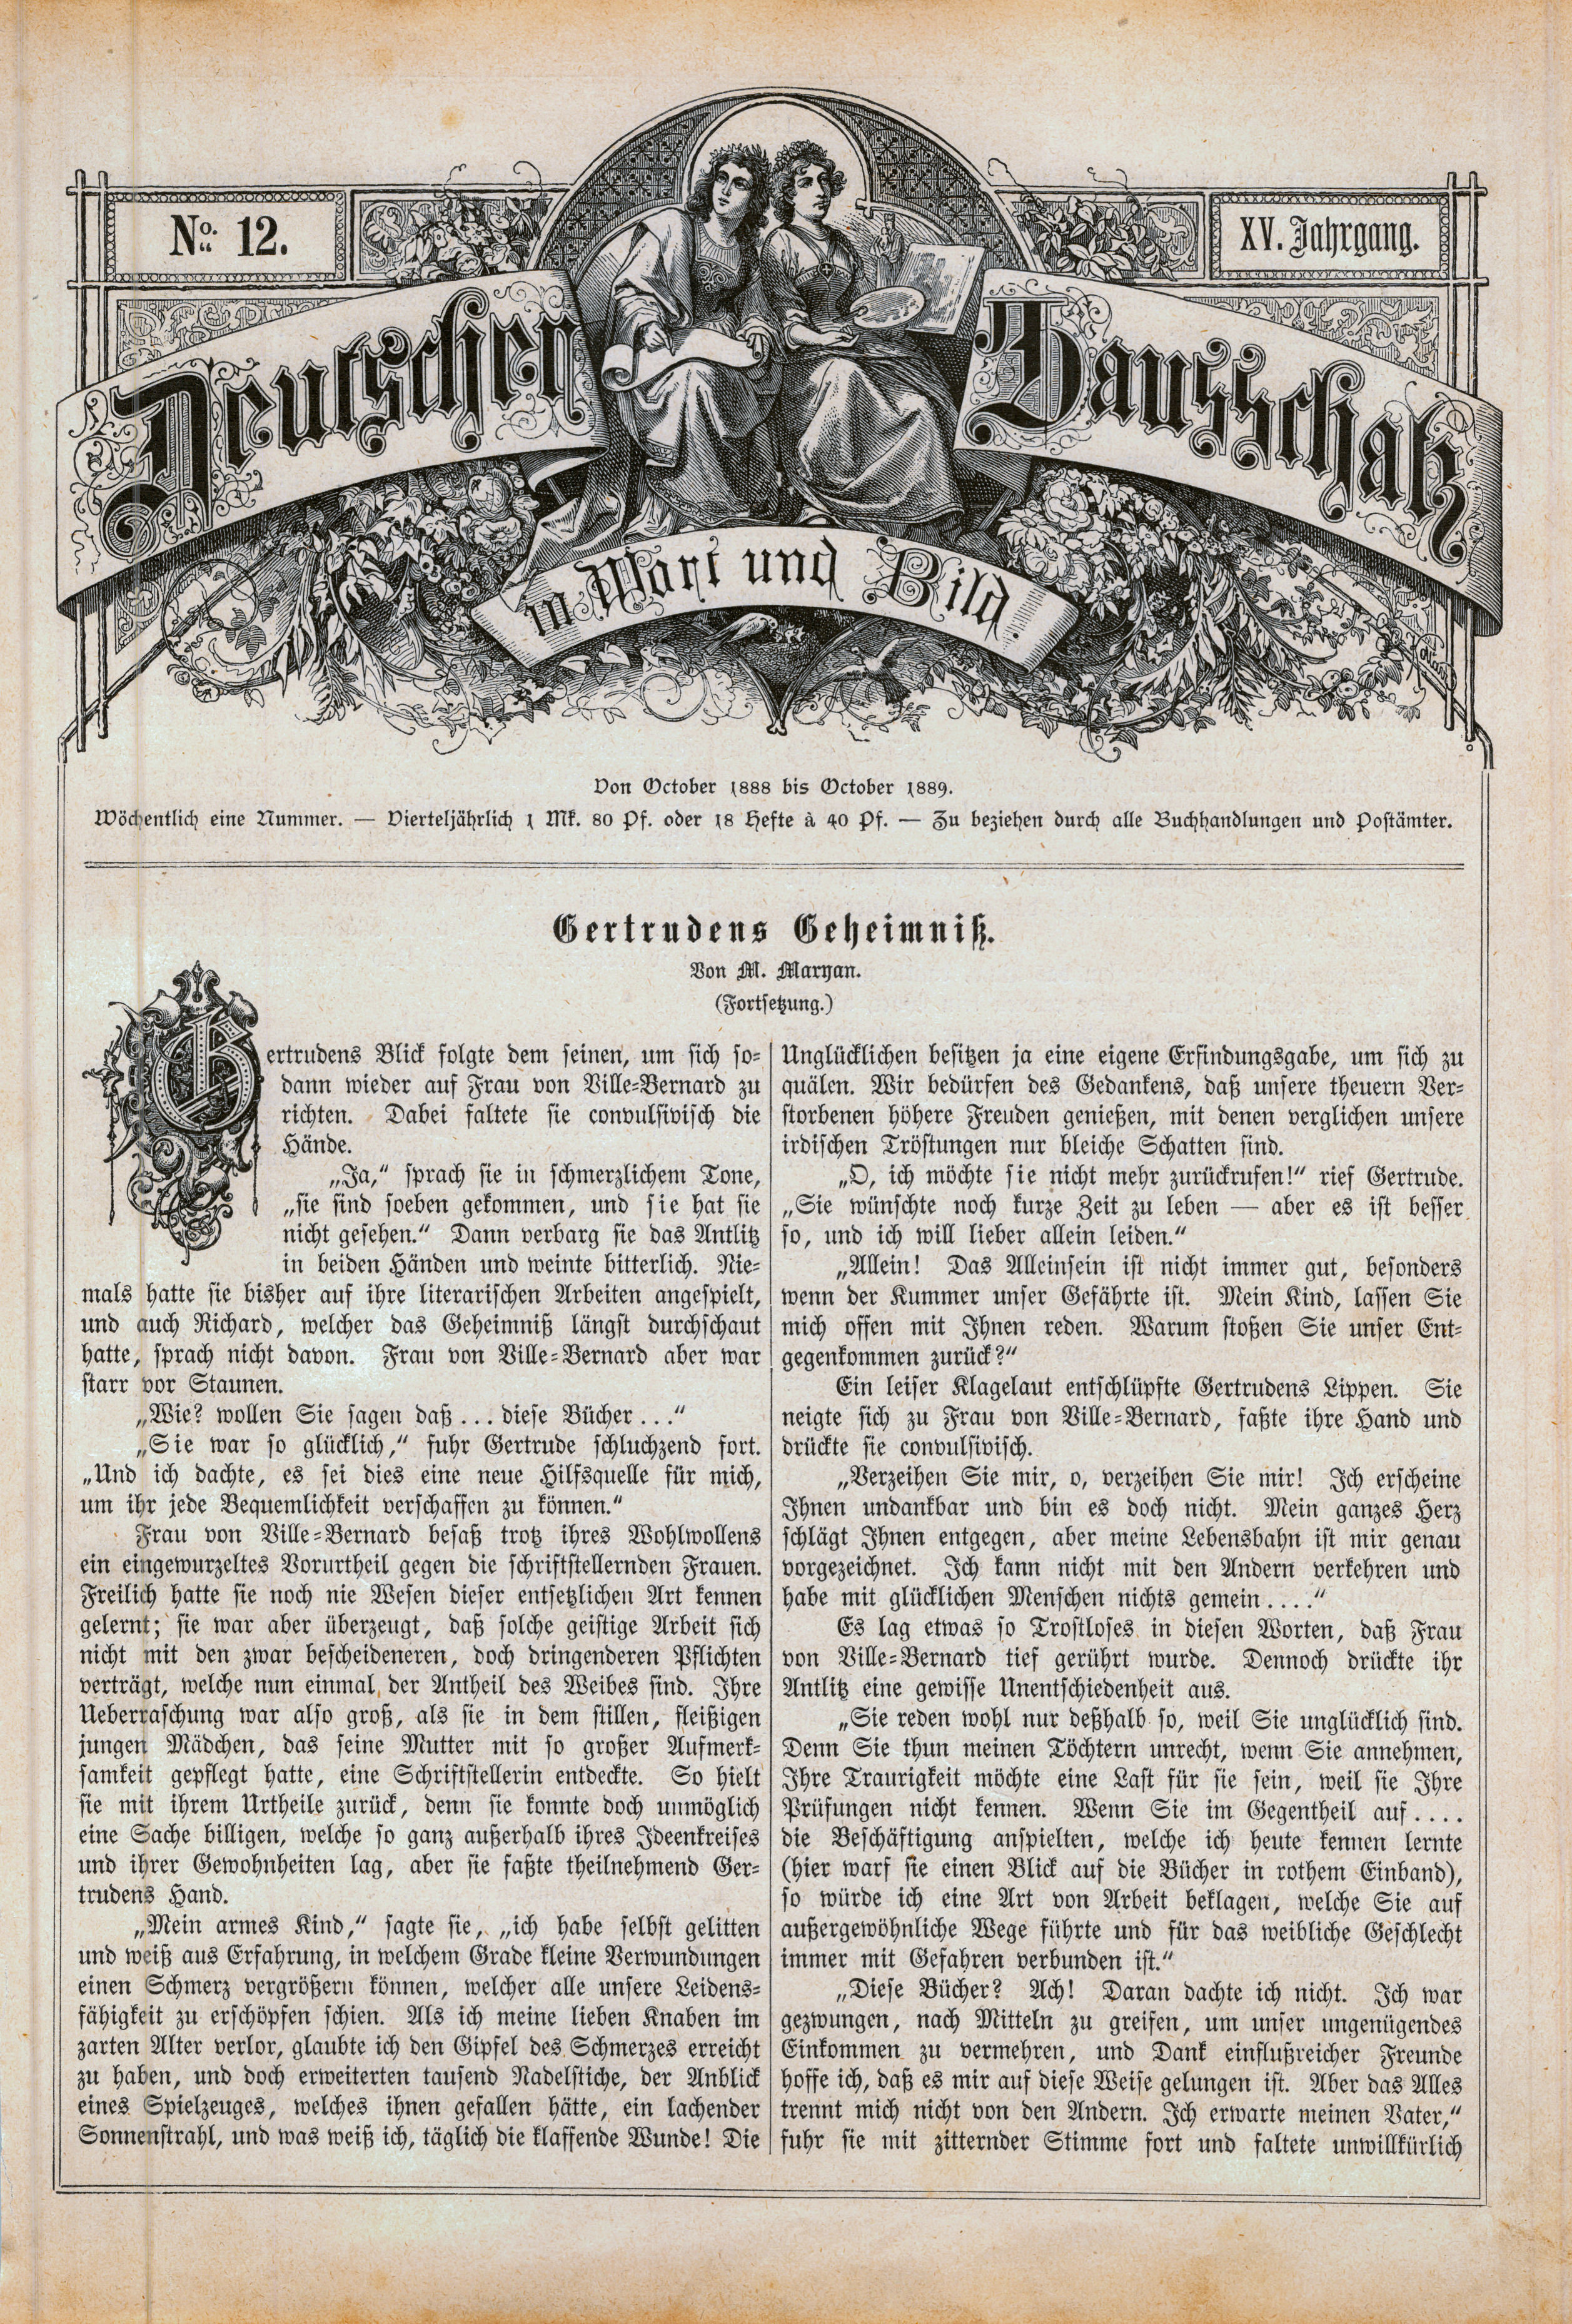 No. 12.
XV. Jahrgang.
Deutscher Hausschatz
in Wort und Bild.
Von October 1888 bis October 1889.
Wöchentlich eine Nummer. — Vierteljährlich 1 Mk. 80 Pf. oder 18 Hefte à 40 Pf. — Zu beziehen durch alle Buchhandlungen und Postämter.
Gertrudens Geheimniß.
Von M. Maryan.
(Fortsetzung.)
Gertrudens Blick folgte dem seinen, um sich so-
dann wieder auf Frau von Ville-Bernard zu
richten. Dabei faltete sie convulsivisch die
Hände.
„Ja,“ sprach sie in schmerzlichem Tone,
„sie sind soeben gekommen, und sie hat sie
nicht gesehen.“ Dann verbarg sie das Antlitz
in beiden Händen und weinte bitterlich. Nie-
mals hatte sie bisher auf ihre literarischen Arbeiten angespielt,
und auch Richard, welcher das Geheimniß längst durchschaut
hatte, sprach nicht davon. Frau von Ville-Bernard aber war
starr vor Staunen.
„Wie? wollen Sie sagen daß... diese Bücher...“
„Sie war so glücklich,“ fuhr Gertrude schluchzend fort.
„Und ich dachte, es sei dies eine neue Hilfsquelle für mich,
um ihr jede Bequemlichkeit verschaffen zu können.“
Frau von Ville-Bernard besaß trotz ihres Wohlwollens
ein eingewurzeltes Vorurtheil gegen die schriftstellernden Frauen.
Freilich hatte sie noch nie Wesen dieser entsetzlichen Art kennen
gelernt; sie war aber überzeugt, daß solche geistige Arbeit sich
nicht mit den zwar bescheideneren, doch dringenderen Pflichten
verträgt, welche nun einmal der Antheil des Weibes sind. Ihre
Ueberraschung war also groß, als sie in dem stillen, fleißigen
jungen Mädchen, das seine Mutter mit so großer Aufmerk-
samkeit gepflegt hatte, eine Schriftstellerin entdeckte. So hielt
sie mit ihrem Urtheile zurück, denn sie konnte doch unmöglich
eine Sache billigen, welche so ganz außerhalb ihres Ideenkreises
und ihrer Gewohnheiten lag, aber sie faßte theilnehmend Ger-
trudens Hand.
„Mein armes Kind,“ sagte sie, „ich habe selbst gelitten
und weiß aus Erfahrung, in welchem Grade kleine Verwundungen
einen Schmerz vergrößern können, welcher alle unsere Leidens-
fähigkeit zu erschöpfen schien. Als ich meine lieben Knaben im
zarten Alter verlor, glaubte ich den Gipfel des Schmerzes erreicht
zu haben, und doch erweiterten tausend Nadelstiche, der Anblick
eines Spielzeuges, welches ihnen gefallen hätte, ein lachender
Sonnenstrahl, und was weiß ich, täglich die klaffende Wunde! Die
Unglücklichen besitzen ja eine eigene Erfindungsgabe, um sich zu
quälen. Wir bedürfen des Gedankens, daß unsere theuern Ver-
storbenen höhere Freuden genießen, mit denen verglichen unsere
irdischen Tröstungen nur bleiche Schatten sind.
„O, ich möchte sie nicht mehr zurückrufen!“ rief Gertrude.
„Sie wünschte noch kurze Zeit zu leben — aber es ist besser
so, und ich will lieber allein leiden.“
„Allein! Das Alleinsein ist nicht immer gut, besonders
wenn der Kummer unser Gefährte ist. Mein Kind, lassen Sie
mich offen mit Ihnen reden. Warum stoßen Sie unser Ent-
gegenkommen zurück?“
Ein leiser Klagelaut entschlüpfte Gertrudens Lippen. Sie
neigte sich zu Frau von Ville-Bernard, faßte ihre Hand und
drückte sie convulsivisch.
„Verzeihen Sie mir, o, verzeihen Sie mir! Ich erscheine
Ihnen undankbar und bin es doch nicht. Mein ganzes Herz
schlägt Ihnen entgegen, aber meine Lebensbahn ist mir genau
vorgezeichnet. Ich kann nicht mit den Andern verkehren und
habe mit glücklichen Menschen nichts gemein....“
Es lag etwas so Trostloses in diesen Worten, daß Frau
von Ville-Bernard tief gerührt wurde. Dennoch drückte ihr
Antlitz eine gewisse Unentschiedenheit aus.
„Sie reden wohl nur deßhalb so, weil Sie unglücklich sind.
Denn Sie thun meinen Töchtern unrecht, wenn Sie annehmen,
Ihre Traurigkeit möchte eine Last für sie sein, weil sie Ihre
Prüfungen nicht kennen. Wenn Sie im Gegentheil auf....
die Beschäftigung anspielten, welche ich heute kennen lernte
(hier warf sie einen Blick auf die Bücher in rothem Einband),
so würde ich eine Art von Arbeit beklagen, welche Sie auf
außergewöhnliche Wege führte und für das weibliche Geschlecht
immer mit Gefahren verbunden ist.“
„Diese Bücher? Ach! Daran dachte ich nicht. Ich war
gezwungen, nach Mitteln zu greifen, um unser ungenügendes
Einkommen zu vermehren, und Dank einflußreicher Freunde
hoffe ich, daß es mir auf diese Weise gelungen ist. Aber das Alles
trennt mich nicht von den Andern. Ich erwarte meinen Vater,“
fuhr sie mit zitternder Stimme fort und faltete unwillkürlich